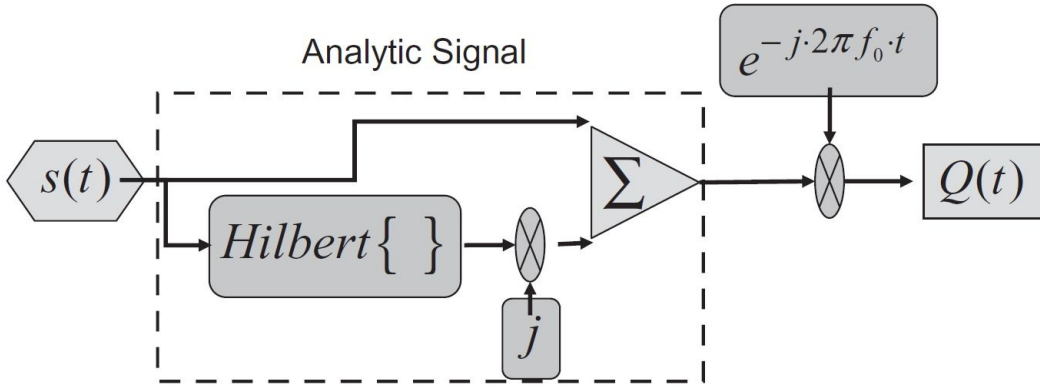 Analytic Signal
e^{-j·2πf_0·t}
s(t)
Σ
Q(t)
Hilbert{ }
j